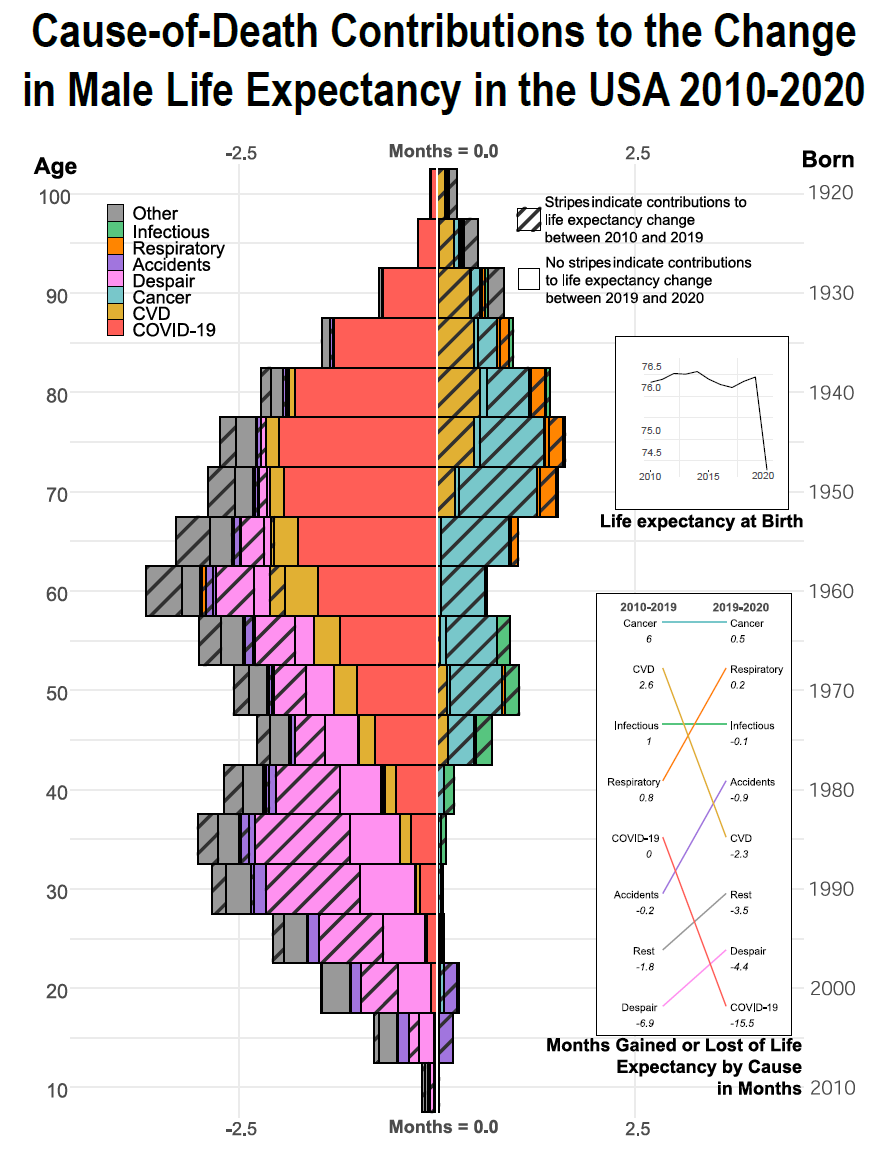 Cause-of-Death Contributions to the Change
in Male Life Expectancy in the USA 2010-2020
-2.5 Months = 0.0 2.5
Age
Born
100
90
80
70
60
50
40
30
20
10
Other
Infectious
Respiratory
Accidents
Despair
Cancer
CVD
COVID-19
Stripes indicate contributions to
life expectancy change
between 2010 and 2019
No stripes indicate contributions
to life expectancy change
between 2019 and 2020
1920
1930
1940
1950
1960
1970
1980
1990
2000
2010
76.5
76.0
75.0
74.5
2010 2015 2020
Life expectancy at Birth
2010-2019 2019-2020
Cancer Cancer
6 0.5
CVD Respiratory
2.6 0.2
Infectious Infectious
1 -0.1
Respiratory Accidents
0.8 -0.9
COVID-19 CVD
0 -2.3
Accidents Rest
-0.2 -3.5
Rest Despair
-1.8 -4.4
Despair COVID-19
-6.9 -15.5
Months Gained or Lost of Life
Expectancy by Cause
in Months
-2.5 Months = 0.0 2.5